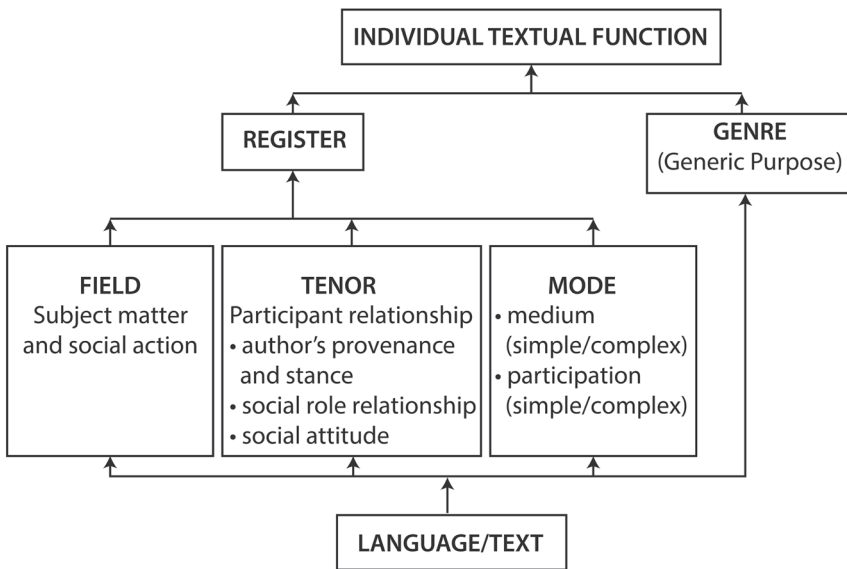 INDIVIDUAL TEXTUAL FUNCTION
REGISTER
GENRE
(Generic Purpose)
FIELD
Subject matter
and social action
TENOR
Participant relationship
• author’s provenance
and stance
• social role relationship
• social attitude
MODE
• medium
(simple/complex)
• participation
(simple/complex)
LANGUAGE/TEXT